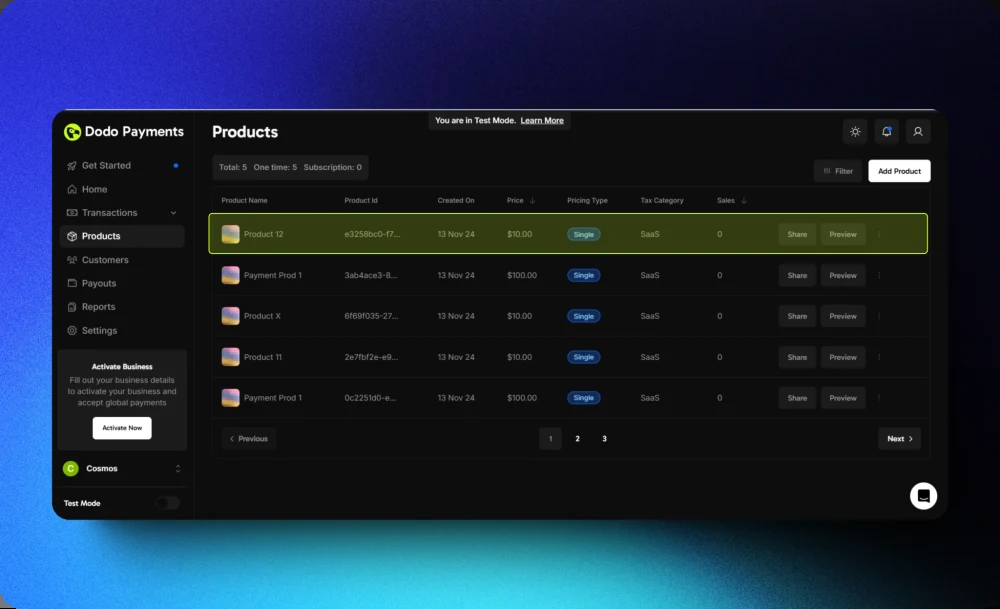 You are in Test Mode. Learn More
Dodo Payments
Get Started
Home
Transactions
Products
Customers
Payouts
Reports
Settings
Activate Business
Fill out your business details
to activate your business and
accept global payments
Activate Now
C Cosmos
Test Mode
Products
Total: 5 One time: 5 Subscription: 0
Filter
Add Product
Product Name Product Id Created On Price Pricing Type Tax Category Sales
Product 12 e3258bc0-f7... 13 Nov 24 $10.00 Single SaaS 0 Share Preview
Payment Prod 1 3ab4ace3-8... 13 Nov 24 $100.00 Single SaaS 0 Share Preview
Product X 6f69f035-27... 13 Nov 24 $10.00 Single SaaS 0 Share Preview
Product 11 2e7fbf2e-e9... 13 Nov 24 $10.00 Single SaaS 0 Share Preview
Payment Prod 1 0c2251d0-e... 13 Nov 24 $100.00 Single SaaS 0 Share Preview
Previous 1 2 3 Next